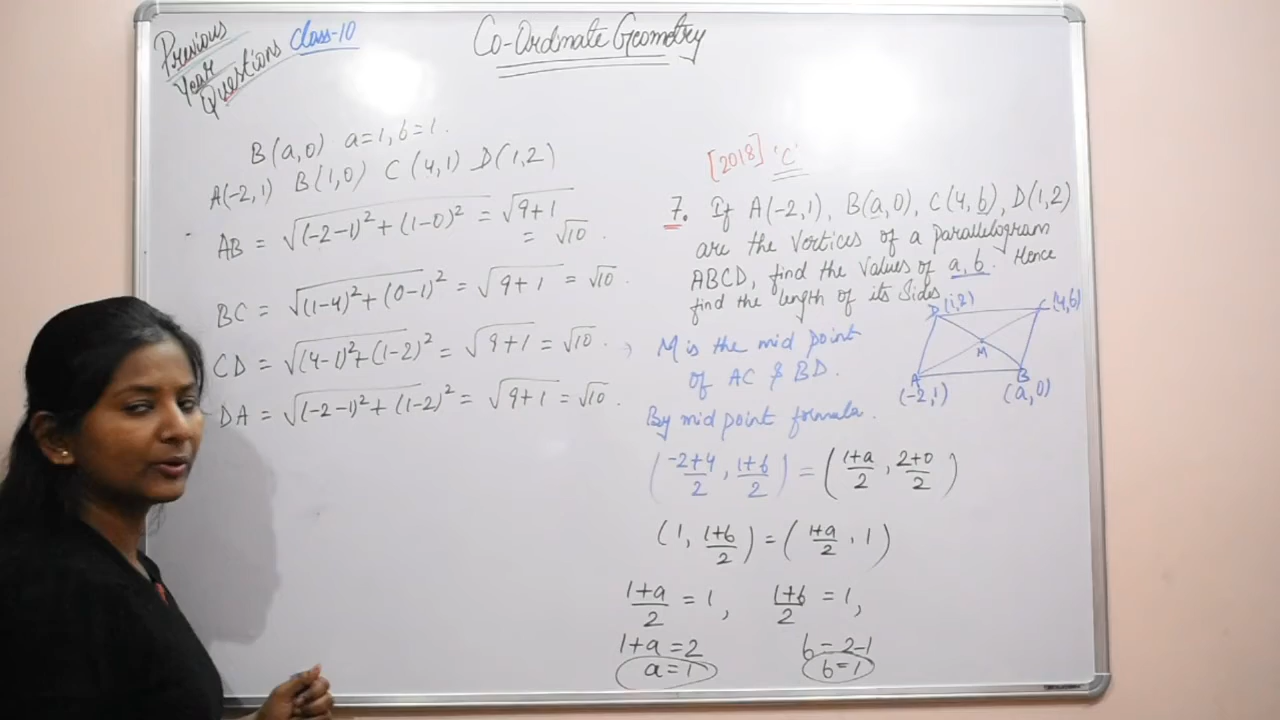 Previous
Year
Questions Class-10
Co-Ordinate Geometry
B(a,0) a=1, b=1.
A(-2,1) B(1,0) C(4,1) D(1,2)
AB = √(-2-1)² + (1-0)² = √9+1
= √10 .
BC = √(1-4)² + (0-1)² = √9+1 = √10 .
CD = √(4-1)² + (1-2)² = √9+1 = √10 .
DA = √(-2-1)² + (1-2)² = √9+1 = √10 .
[2018] 'C'
7. If A(-2,1), B(a,0), C(4,b), D(1,2)
are the vertices of a parallelogram
ABCD, find the values of a, b. Hence
find the length of its sides.
D(1,2) C(4,b)
M
A B
(-2,1) (a,0)
M is the mid point
of AC & BD.
By mid point formula.
(-2+4/2, 1+b/2) = (1+a/2, 2+0/2)
(1, 1+b/2) = (1+a/2, 1)
1+a/2 = 1, 1+b/2 = 1,
1+a=2 b=2-1
a=1 b=1